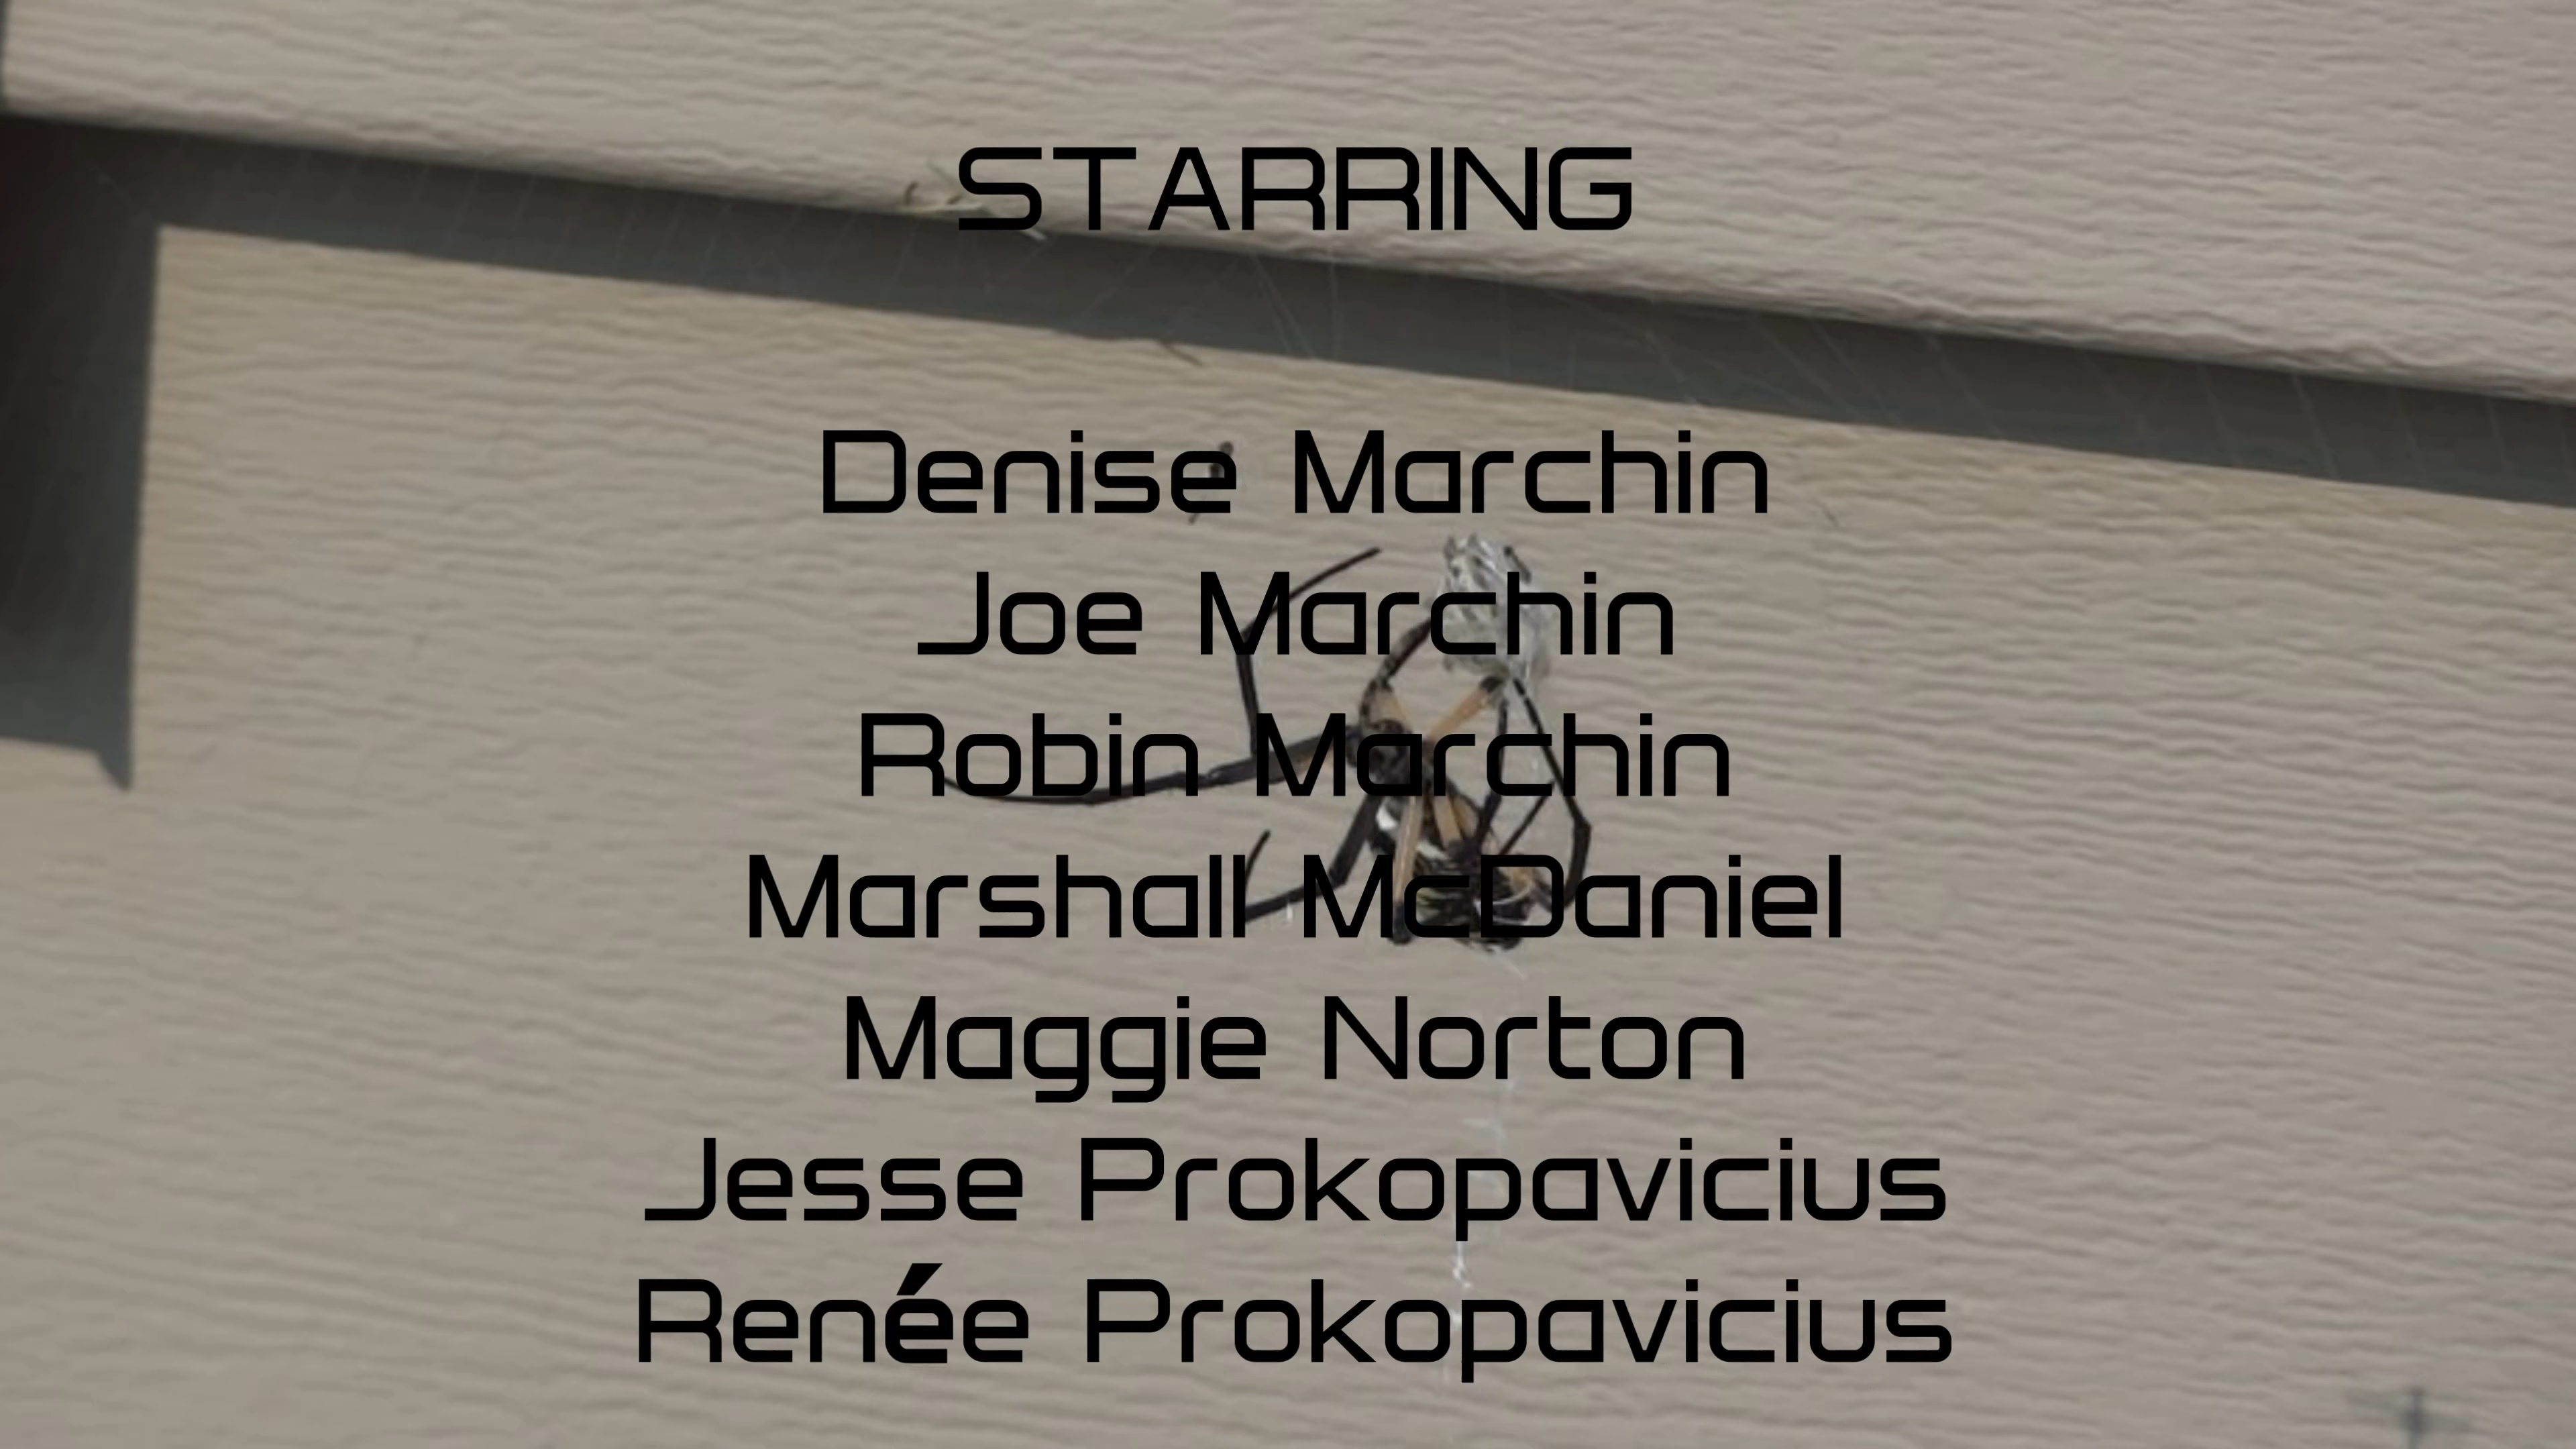 STARRING
Denise Marchin
Joe Marchin
Robin Marchin
Marshall McDaniel
Maggie Norton
Jesse Prokopavicius
Renée Prokopavicius